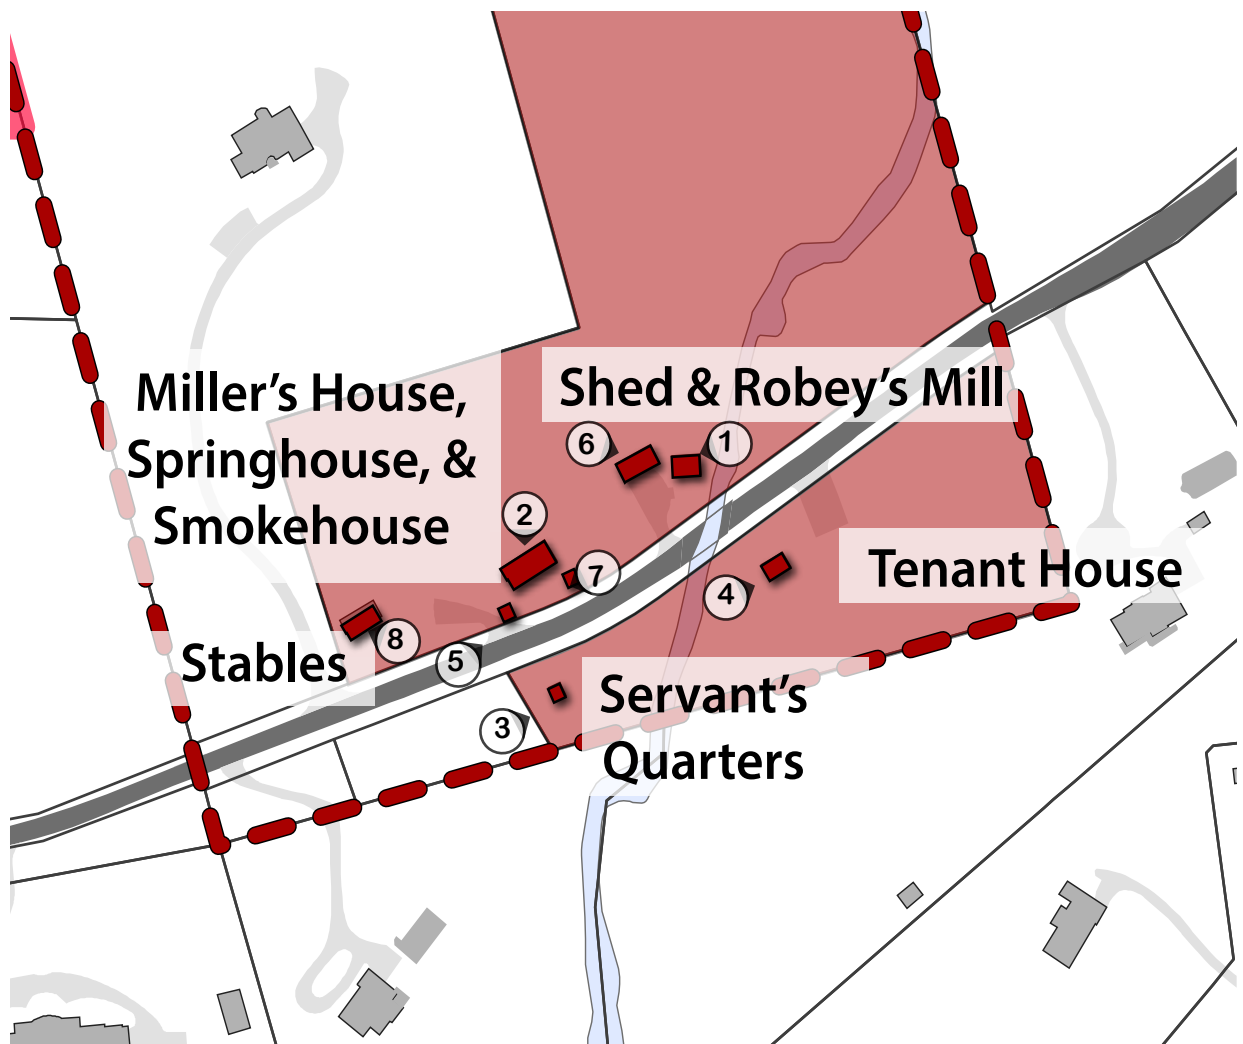 Miller's House,
Springhouse, &
Smokehouse
Shed & Robey's Mill
6
1
2
7
Tenant House
4
8
Stables
5
3
Servant's
Quarters